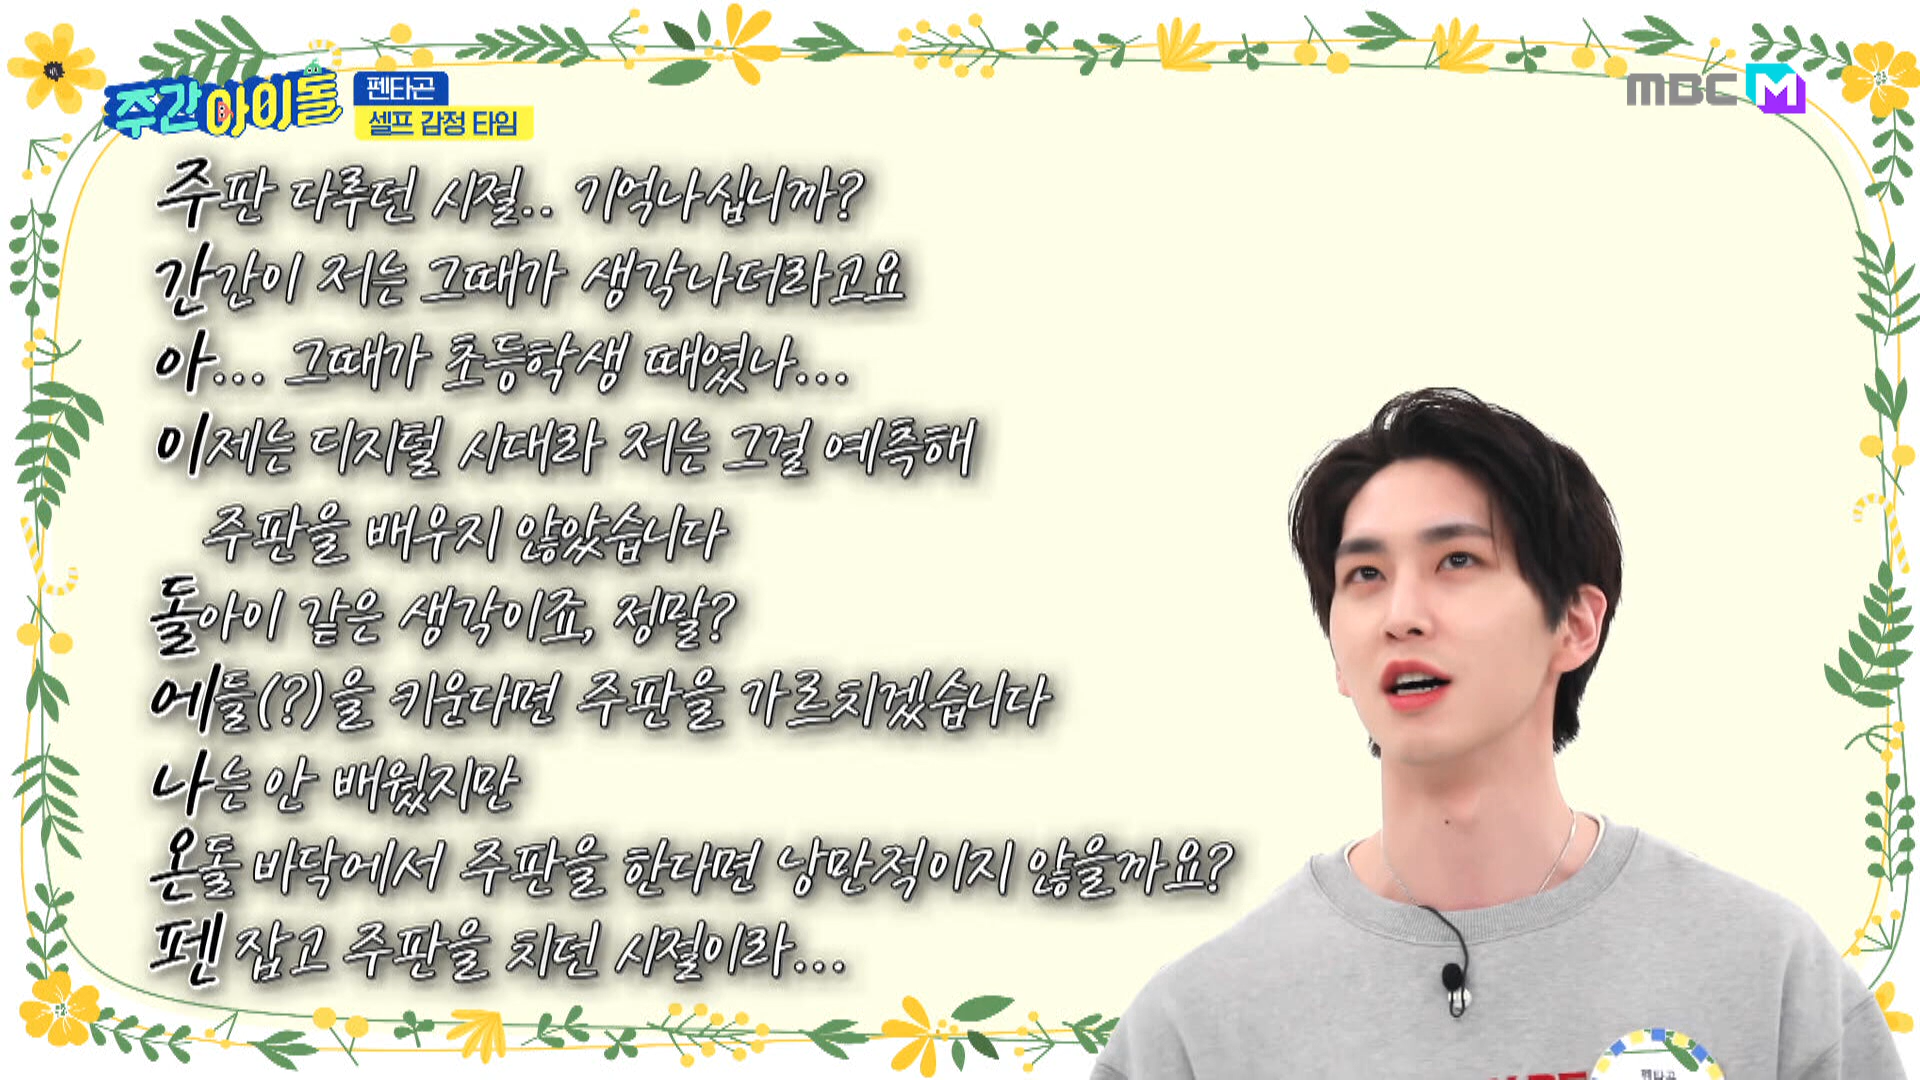 주간아이돌
펜타곤
셀프 감정 타임
MBC M
주판 다루던 시절.. 기억나십니까?
간간이 저는 그때가 생각나더라고요
아... 그때가 초등학생 때였나...
이제는 디지털 시대라 저는 그걸 예측해
주판을 배우지 않았습니다
돌아이 같은 생각이죠, 정말?
에들(?)을 키운다면 주판을 가르치겠습니다
나는 안 배웠지만
온돌 바닥에서 주판을 한다면 낭만적이지 않을까요?
펜 잡고 주판을 치던 시절이라...
펜타곤